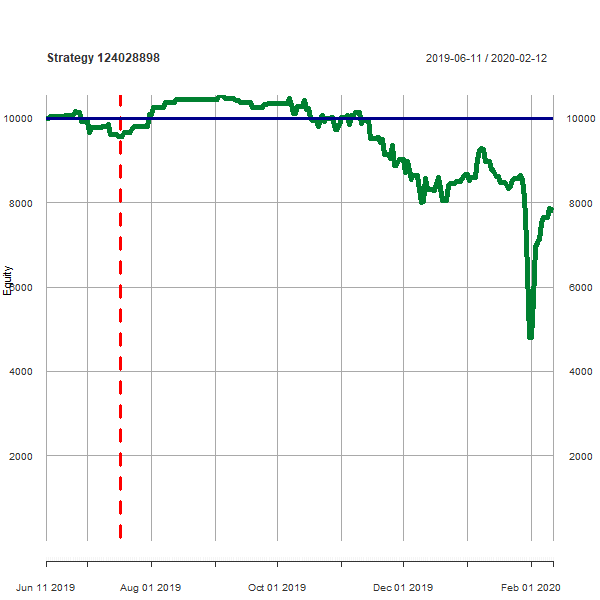 Strategy 124028898
2019-06-11 / 2020-02-12
10000
10000
8000
8000
Equity
6000
6000
4000
4000
2000
2000
Jun 11 2019
Aug 01 2019
Oct 01 2019
Dec 01 2019
Feb 01 2020